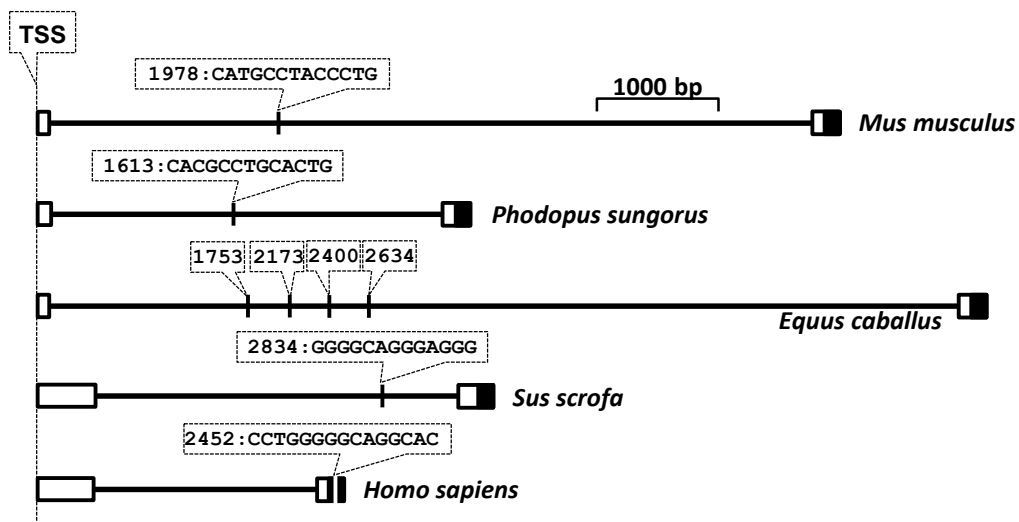 TSS
1978:CATGCCTACCCTG
1000 bp
Mus musculus
1613:CACGCCTGCACTG
Phodopus sungorus
1753 2173 2400 2634
Equus caballus
2834:GGGGCAGGGAGGG
Sus scrofa
2452:CCTGGGGGCAGGCAC
Homo sapiens